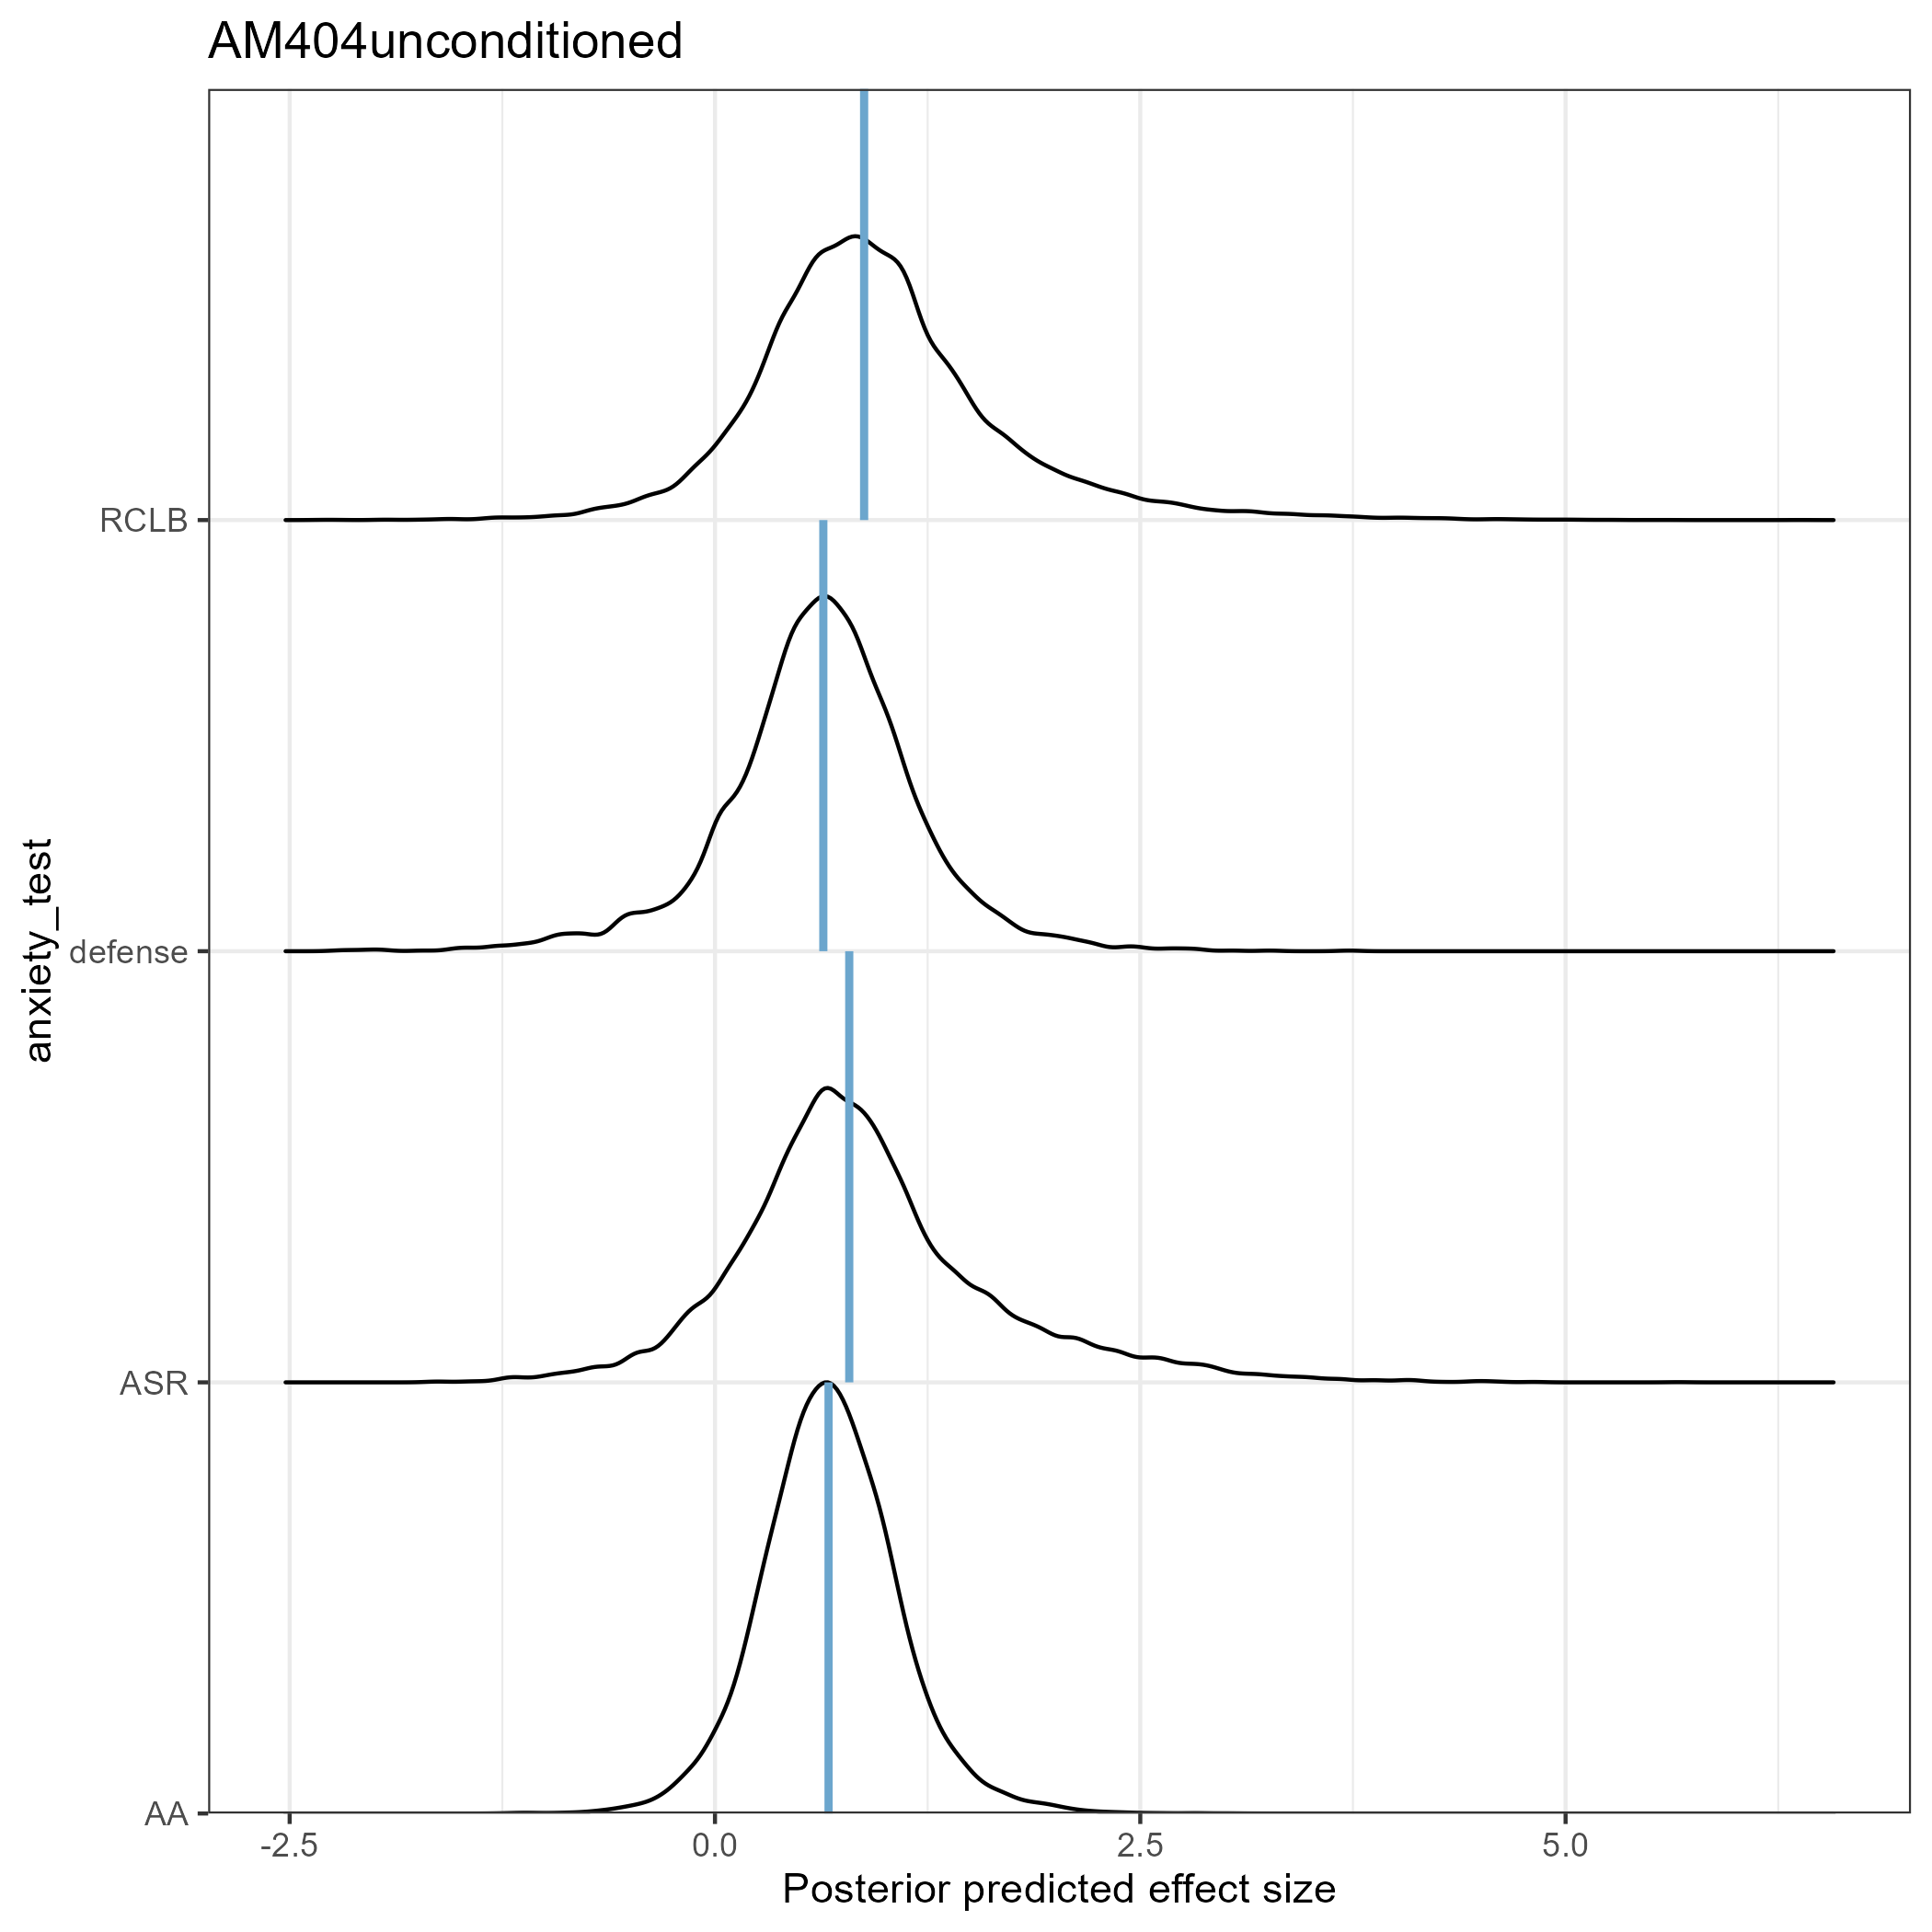 AM404unconditioned
anxiety_test
RCLB
defense
ASR
AA
-2.5 0.0 2.5 5.0
Posterior predicted effect size